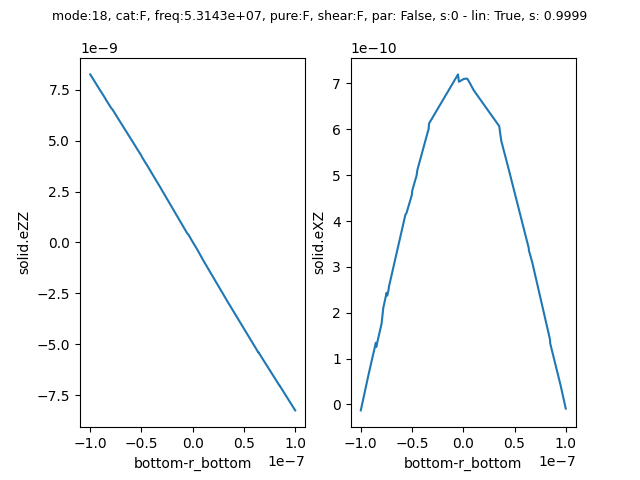 mode:18, cat:F, freq:5.3143e+07, pure:F, shear:F, par: False, s:0 - lin: True, s: 0.9999
1e−9
7.5
5.0
2.5
0.0
−2.5
−5.0
−7.5
solid.eZZ
−1.0
−0.5
0.0
0.5
1.0
bottom-r_bottom
1e−7
1e−10
7
6
5
4
3
2
1
0
solid.eXZ
−1.0
−0.5
0.0
0.5
1.0
bottom-r_bottom
1e−7